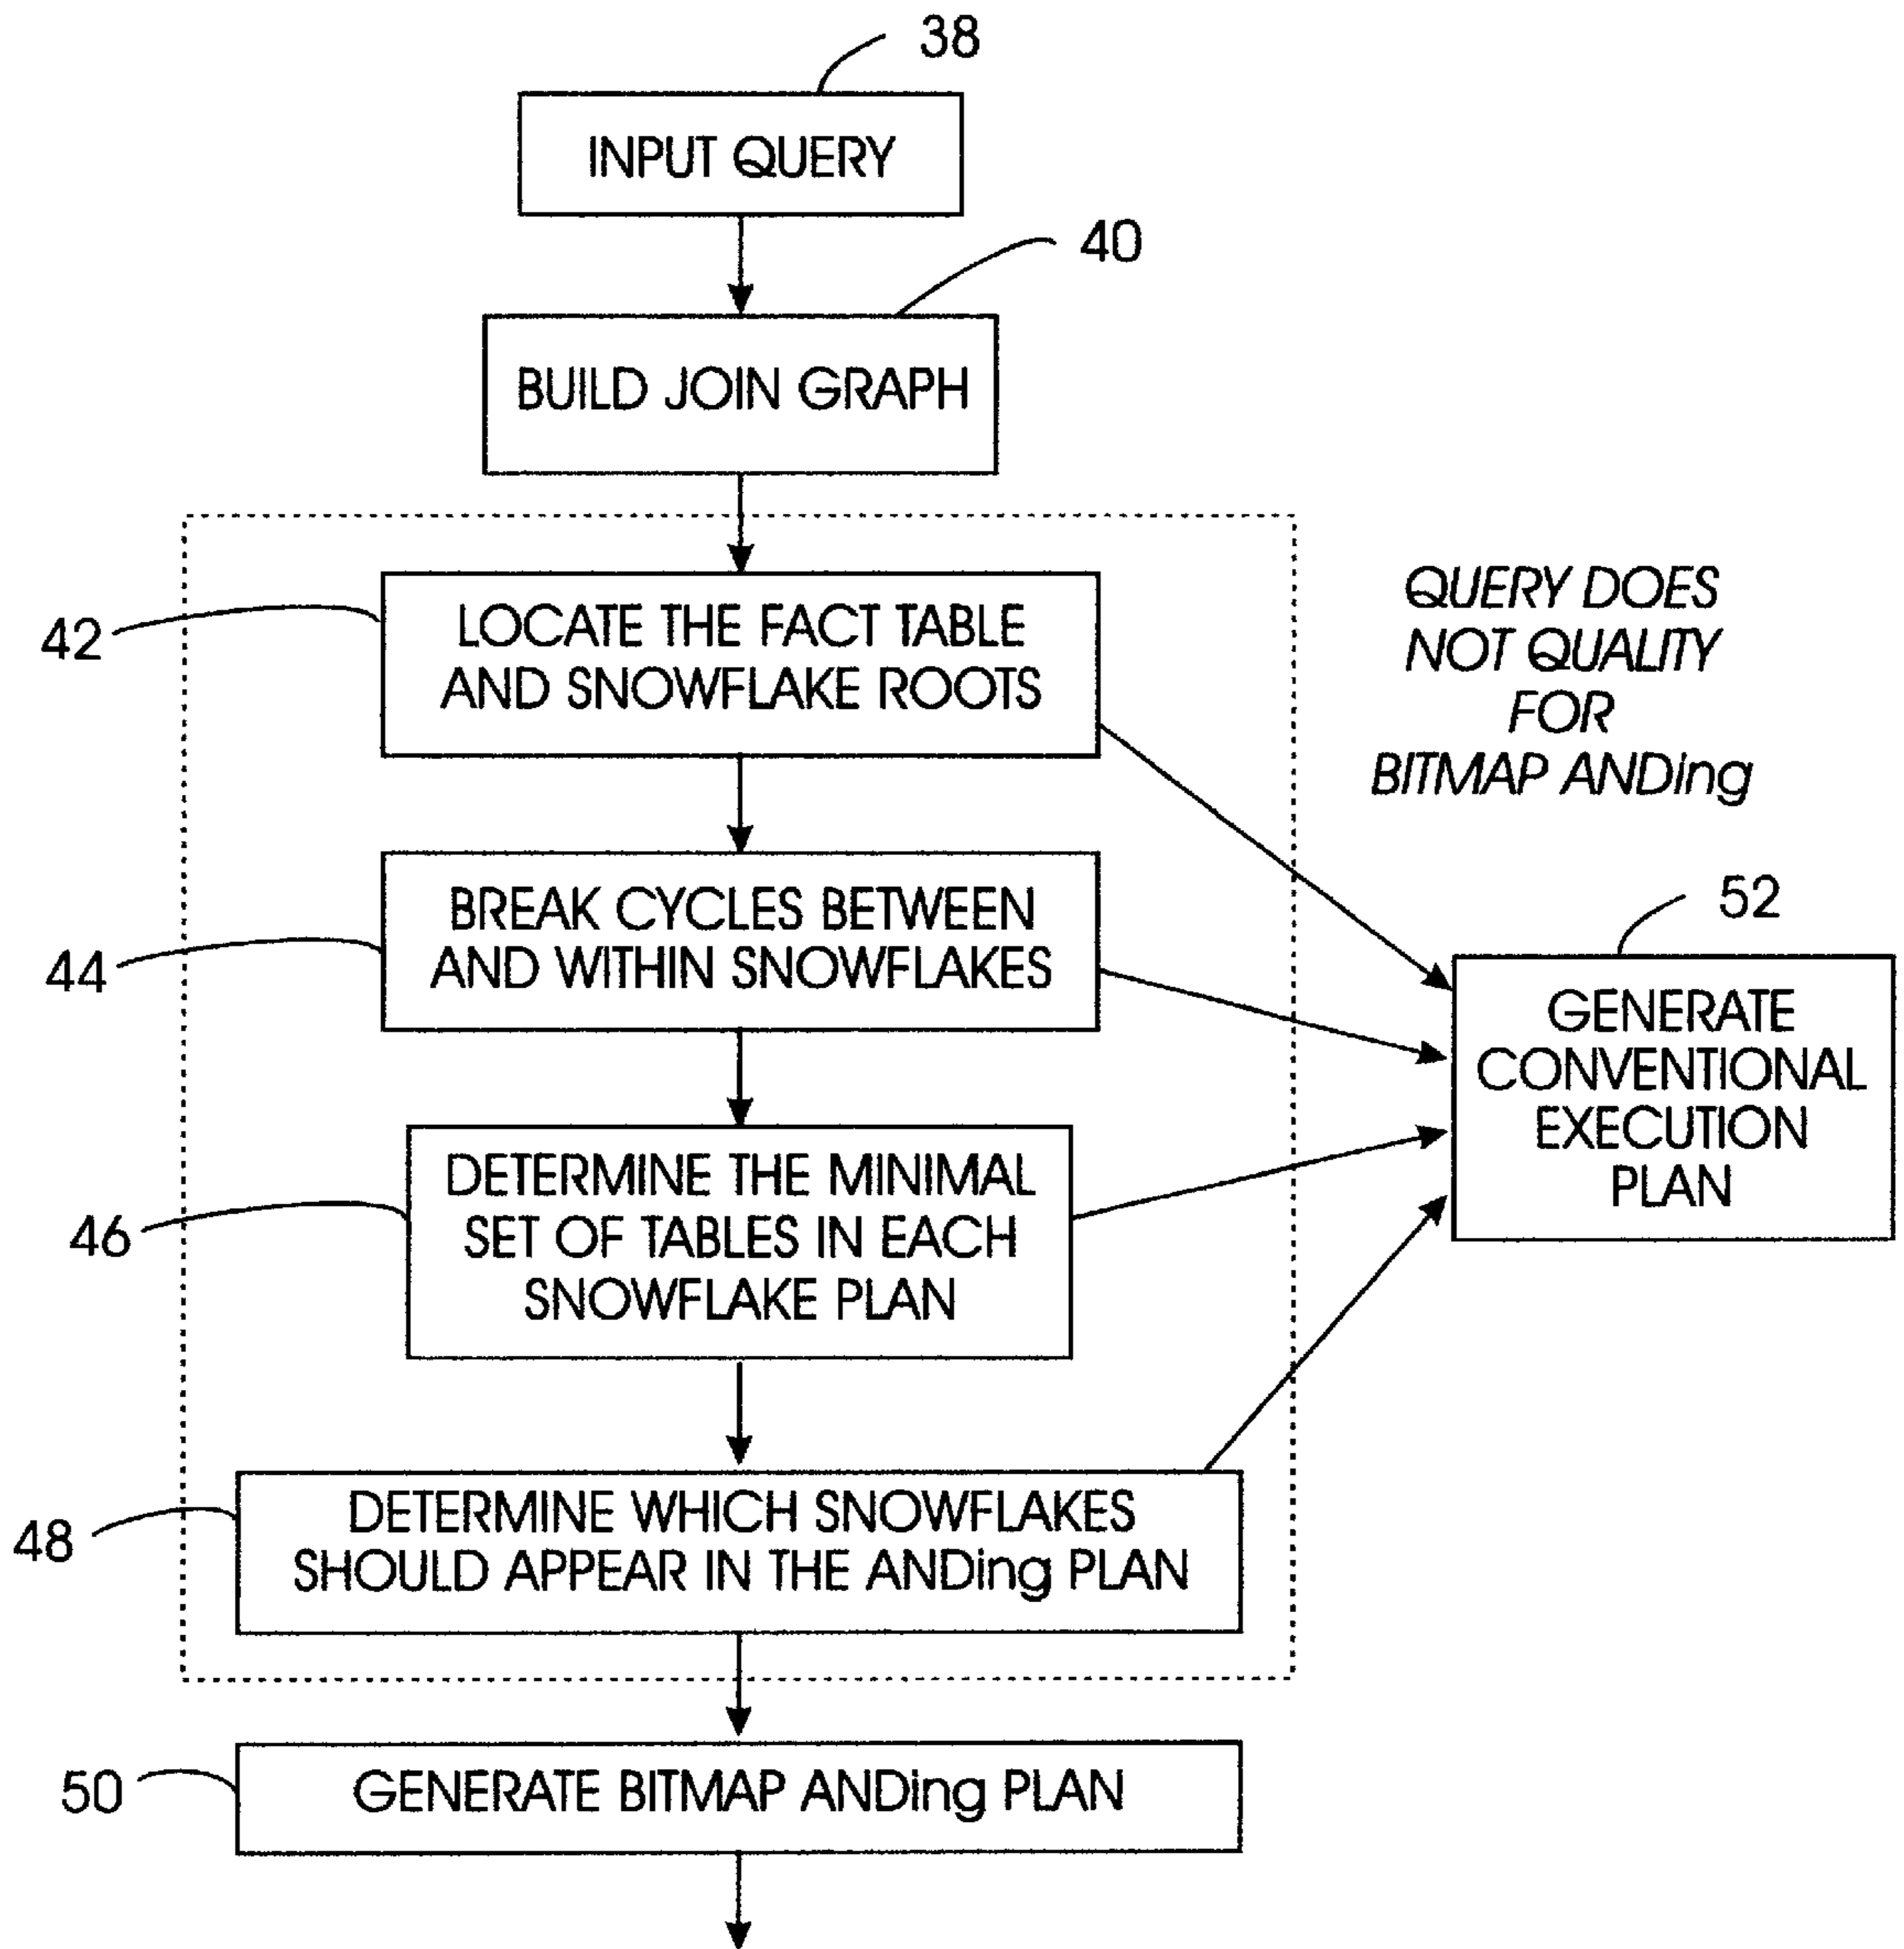 38
INPUT QUERY
40
BUILD JOIN GRAPH
42
LOCATE THE FACT TABLE
AND SNOWFLAKE ROOTS
QUERY DOES
NOT QUALITY
FOR
BITMAP ANDing
44
BREAK CYCLES BETWEEN
AND WITHIN SNOWFLAKES
52
GENERATE
CONVENTIONAL
EXECUTION
PLAN
46
DETERMINE THE MINIMAL
SET OF TABLES IN EACH
SNOWFLAKE PLAN
48
DETERMINE WHICH SNOWFLAKES
SHOULD APPEAR IN THE ANDing PLAN
50
GENERATE BITMAP ANDing PLAN